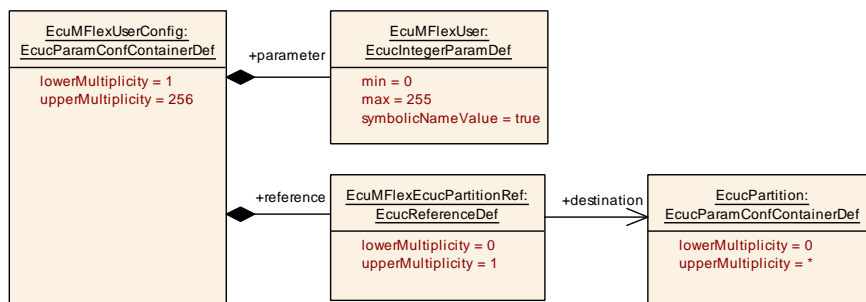 EcuMFlexUserConfig:
EcucParamConfContainerDef
lowerMultiplicity = 1
upperMultiplicity = 256
+parameter
EcuMFlexUser:
EcucIntegerParamDef
min = 0
max = 255
symbolicNameValue = true
+reference
EcuMFlexEcucPartitionRef:
EcucReferenceDef
lowerMultiplicity = 0
upperMultiplicity = 1
+destination
EcucPartition:
EcucParamConfContainerDef
lowerMultiplicity = 0
upperMultiplicity = *